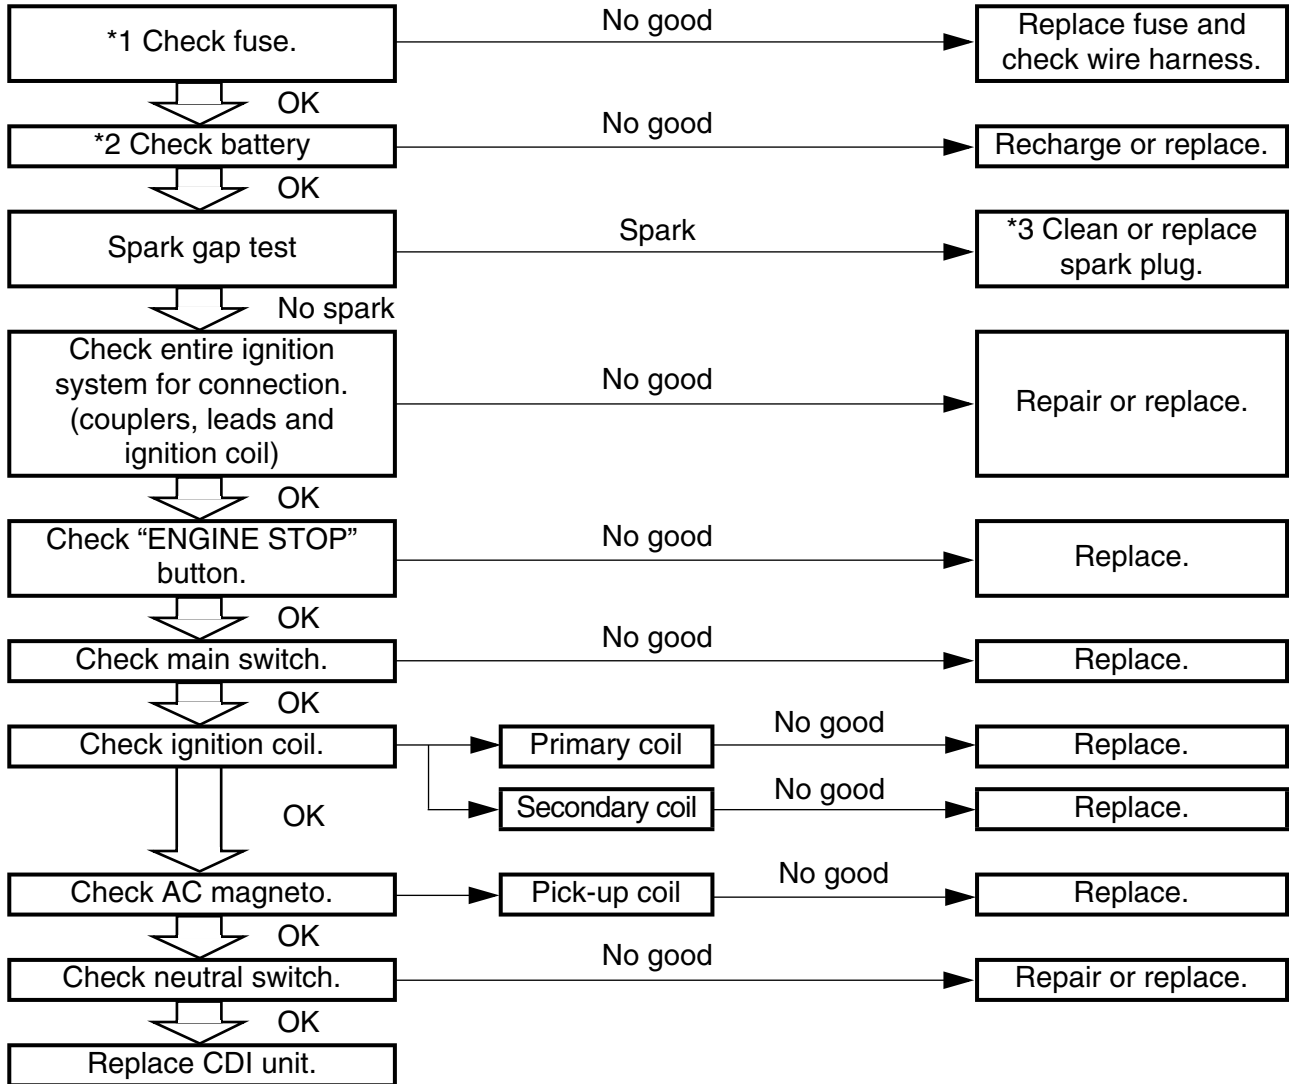 *1 Check fuse.
No good
Replace fuse and
check wire harness.
OK
*2 Check battery
No good
Recharge or replace.
OK
Spark gap test
Spark
*3 Clean or replace
spark plug.
No spark
Check entire ignition
system for connection.
(couplers, leads and
ignition coil)
No good
Repair or replace.
OK
Check “ENGINE STOP”
button.
No good
Replace.
OK
Check main switch.
No good
Replace.
OK
Check ignition coil.
Primary coil
No good
Replace.
Secondary coil
No good
Replace.
OK
Check AC magneto.
Pick-up coil
No good
Replace.
OK
Check neutral switch.
No good
Repair or replace.
OK
Replace CDI unit.